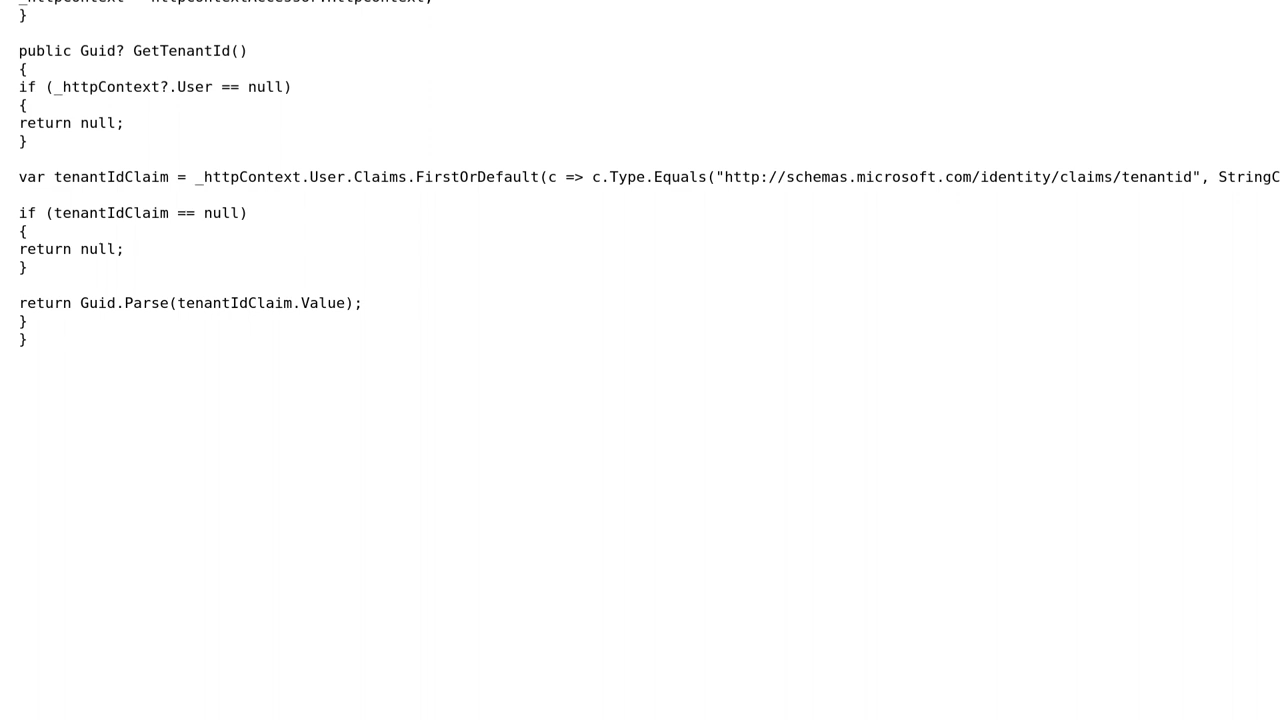 }
public Guid? GetTenantId()
{
if (_httpContext?.User == null)
{
return null;
}
var tenantIdClaim = _httpContext.User.Claims.FirstOrDefault(c => c.Type.Equals("http://schemas.microsoft.com/identity/claims/tenantid", StringC
if (tenantIdClaim == null)
{
return null;
}
return Guid.Parse(tenantIdClaim.Value);
}
}